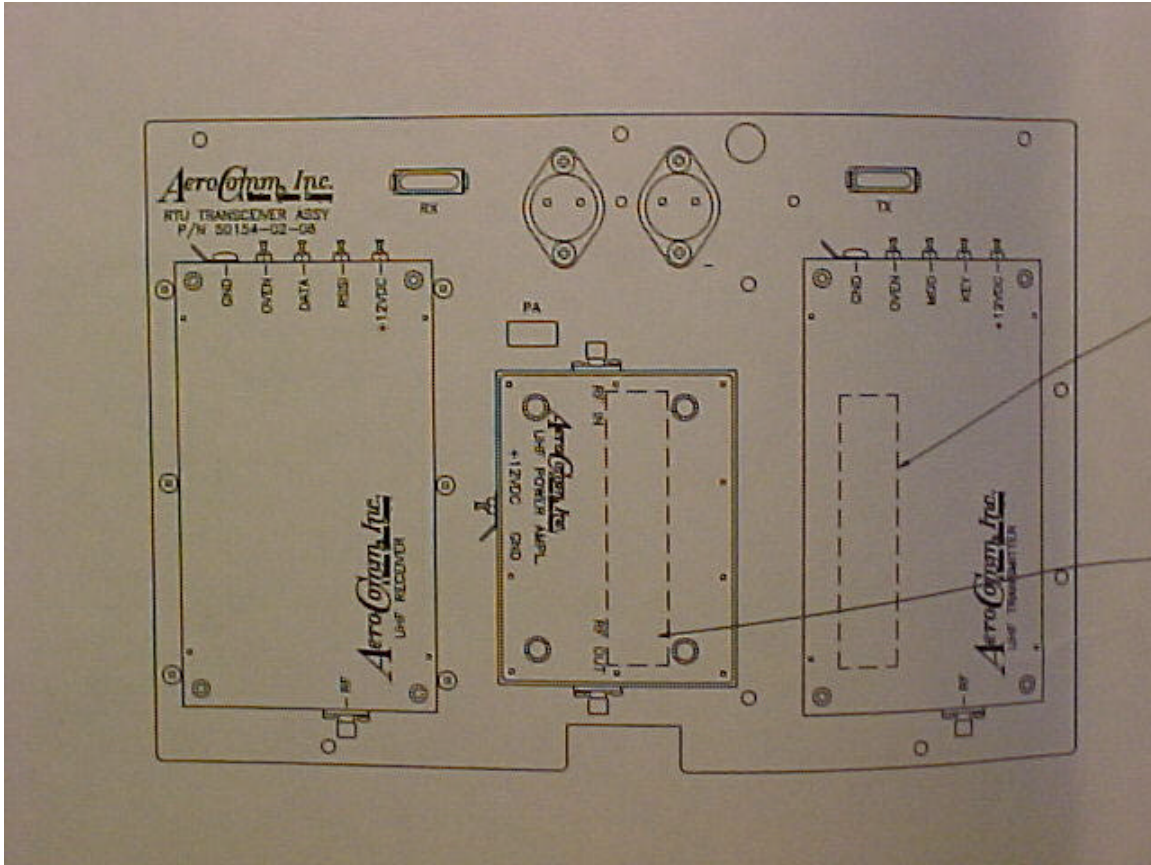 AeroComm, Inc.
RTU TRANSCEIVER ASSY
P/N 50154-02-08
RX
TX
GND
OVEN
DATA
RSSI
+12VDC
AeroComm, Inc.
UHF RECEIVER
RF
PA
RF IN
AeroComm, Inc.
UHF POWER AMPL.
+12VDC GND
RF OUT
GND
OVEN
MOD
KEY
+12VDC
AeroComm, Inc.
UHF TRANSMITTER
RF